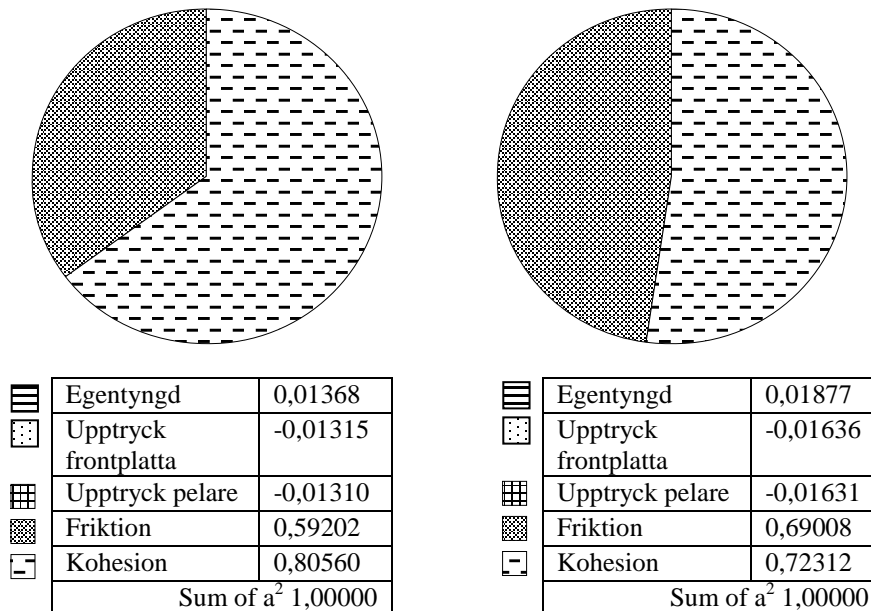 Egentyngd 0,01368
Upptryck -0,01315
frontplatta
Upptryck pelare -0,01310
Friktion 0,59202
Kohesion 0,80560
Sum of a² 1,00000
Egentyngd 0,01877
Upptryck -0,01636
frontplatta
Upptryck pelare -0,01631
Friktion 0,69008
Kohesion 0,72312
Sum of a² 1,00000